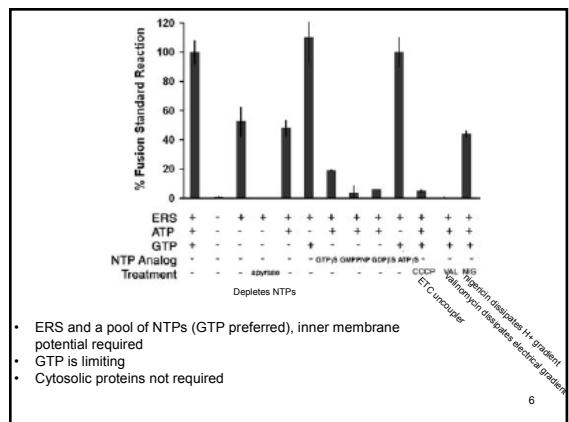 120
100
80
60
40
20
0
% Fusion Standard Reaction
ERS + - + + + + + + + + + + +
ATP + - - - + - + + + + + + +
GTP + - - - - + - - - + + + +
NTP Analog - - - - - - GTPγS GMPPNP GDPβS ATPγS - - -
Treatment - - - apyrase - - - - - - CCCP VAL NIG
Depletes NTPs
ETC uncoupler
valinomycin dissipates electrical gradient
nigericin dissipates H+ gradient
• ERS and a pool of NTPs (GTP preferred), inner membrane
potential required
• GTP is limiting
• Cytosolic proteins not required
6